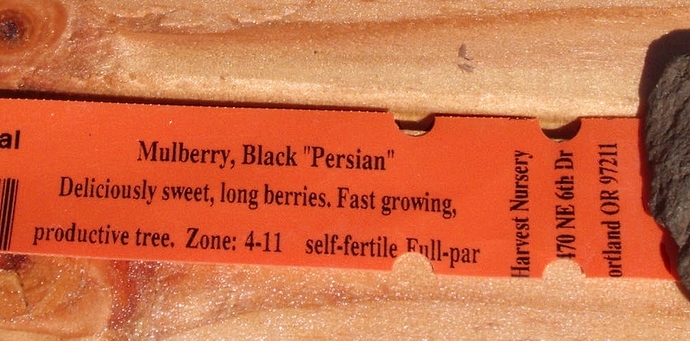 al
Mulberry, Black "Persian"
Deliciously sweet, long berries. Fast growing,
productive tree. Zone: 4-11 self-fertile Full-par
Harvest Nursery
470 NE 6th Dr
ortland OR 97211